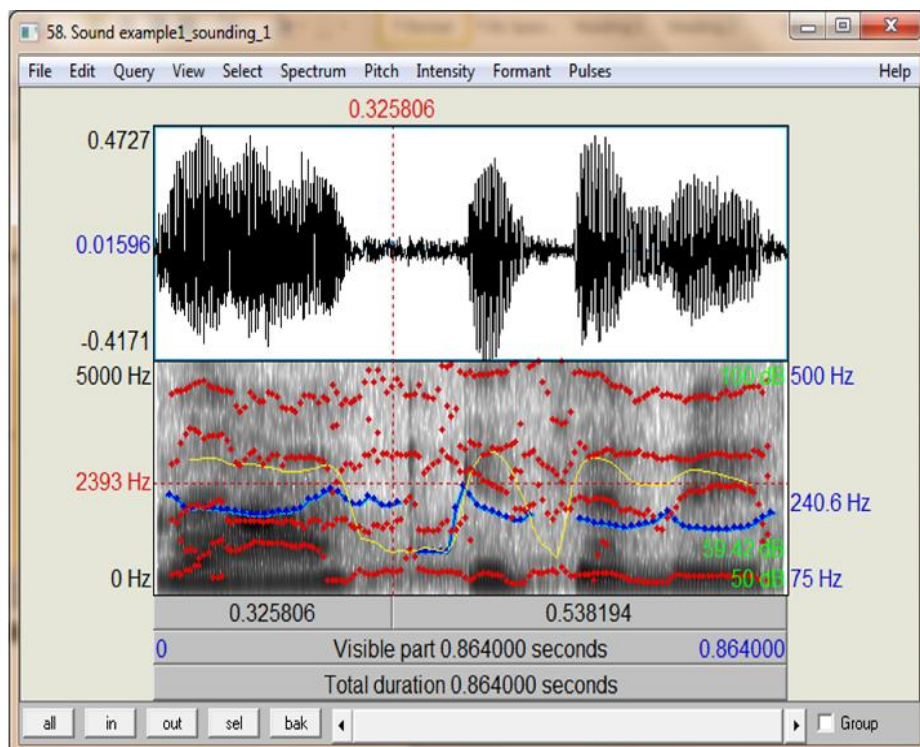 58. Sound example1_sounding_1
File Edit Query View Select Spectrum Pitch Intensity Formant Pulses Help
0.325806
0.4727
0.01596
-0.4171
5000 Hz 100 dB 500 Hz
2393 Hz 240.6 Hz
59.42 dB
0 Hz 50 dB 75 Hz
0.325806 0.538194
0 Visible part 0.864000 seconds 0.864000
Total duration 0.864000 seconds
all in out sel bak Group